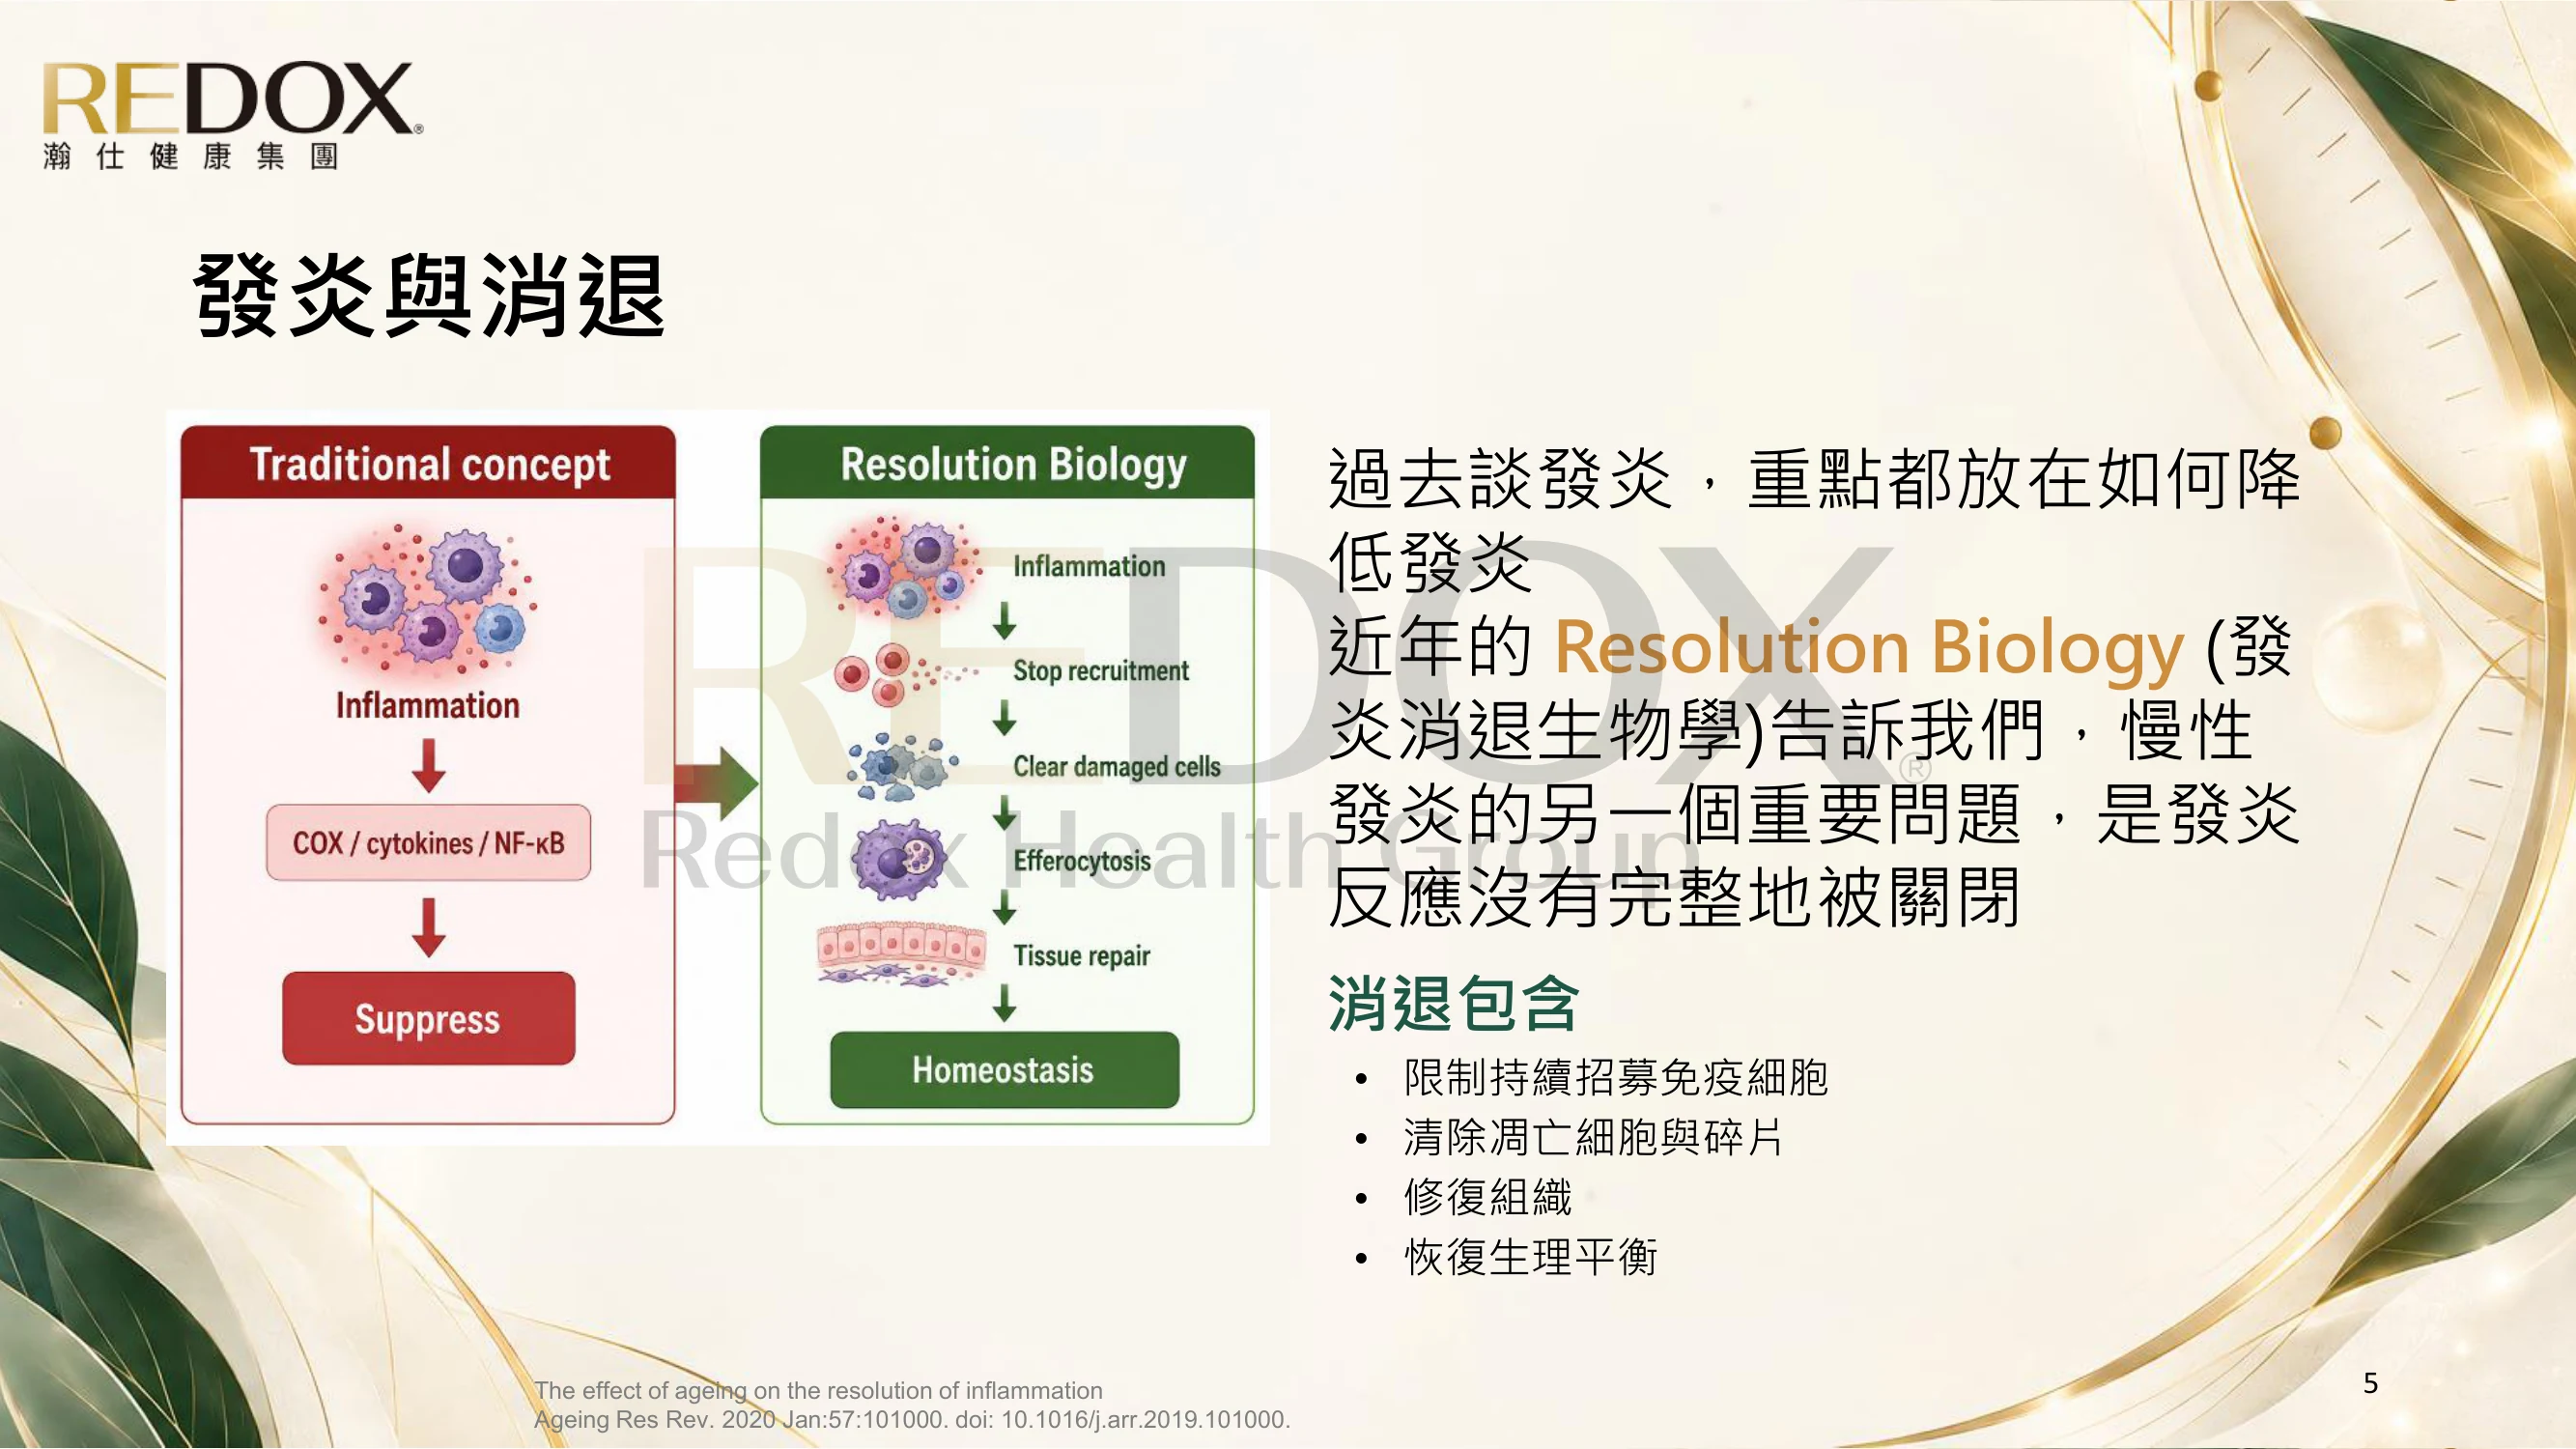 REDOX®
瀚仕健康集團
發炎與消退
Traditional concept
Inflammation
COX / cytokines / NF-κB
Suppress
Resolution Biology
Inflammation
Stop recruitment
Clear damaged cells
Efferocytosis
Tissue repair
Homeostasis
過去談發炎，重點都放在如何降
低發炎
近年的 Resolution Biology (發
炎消退生物學)告訴我們，慢性
發炎的另一個重要問題，是發炎
反應沒有完整地被關閉
消退包含
• 限制持續招募免疫細胞
• 清除凋亡細胞與碎片
• 修復組織
• 恢復生理平衡
REDOX®
Redox Health Group
The effect of ageing on the resolution of inflammation
Ageing Res Rev. 2020 Jan:57:101000. doi: 10.1016/j.arr.2019.101000.
5